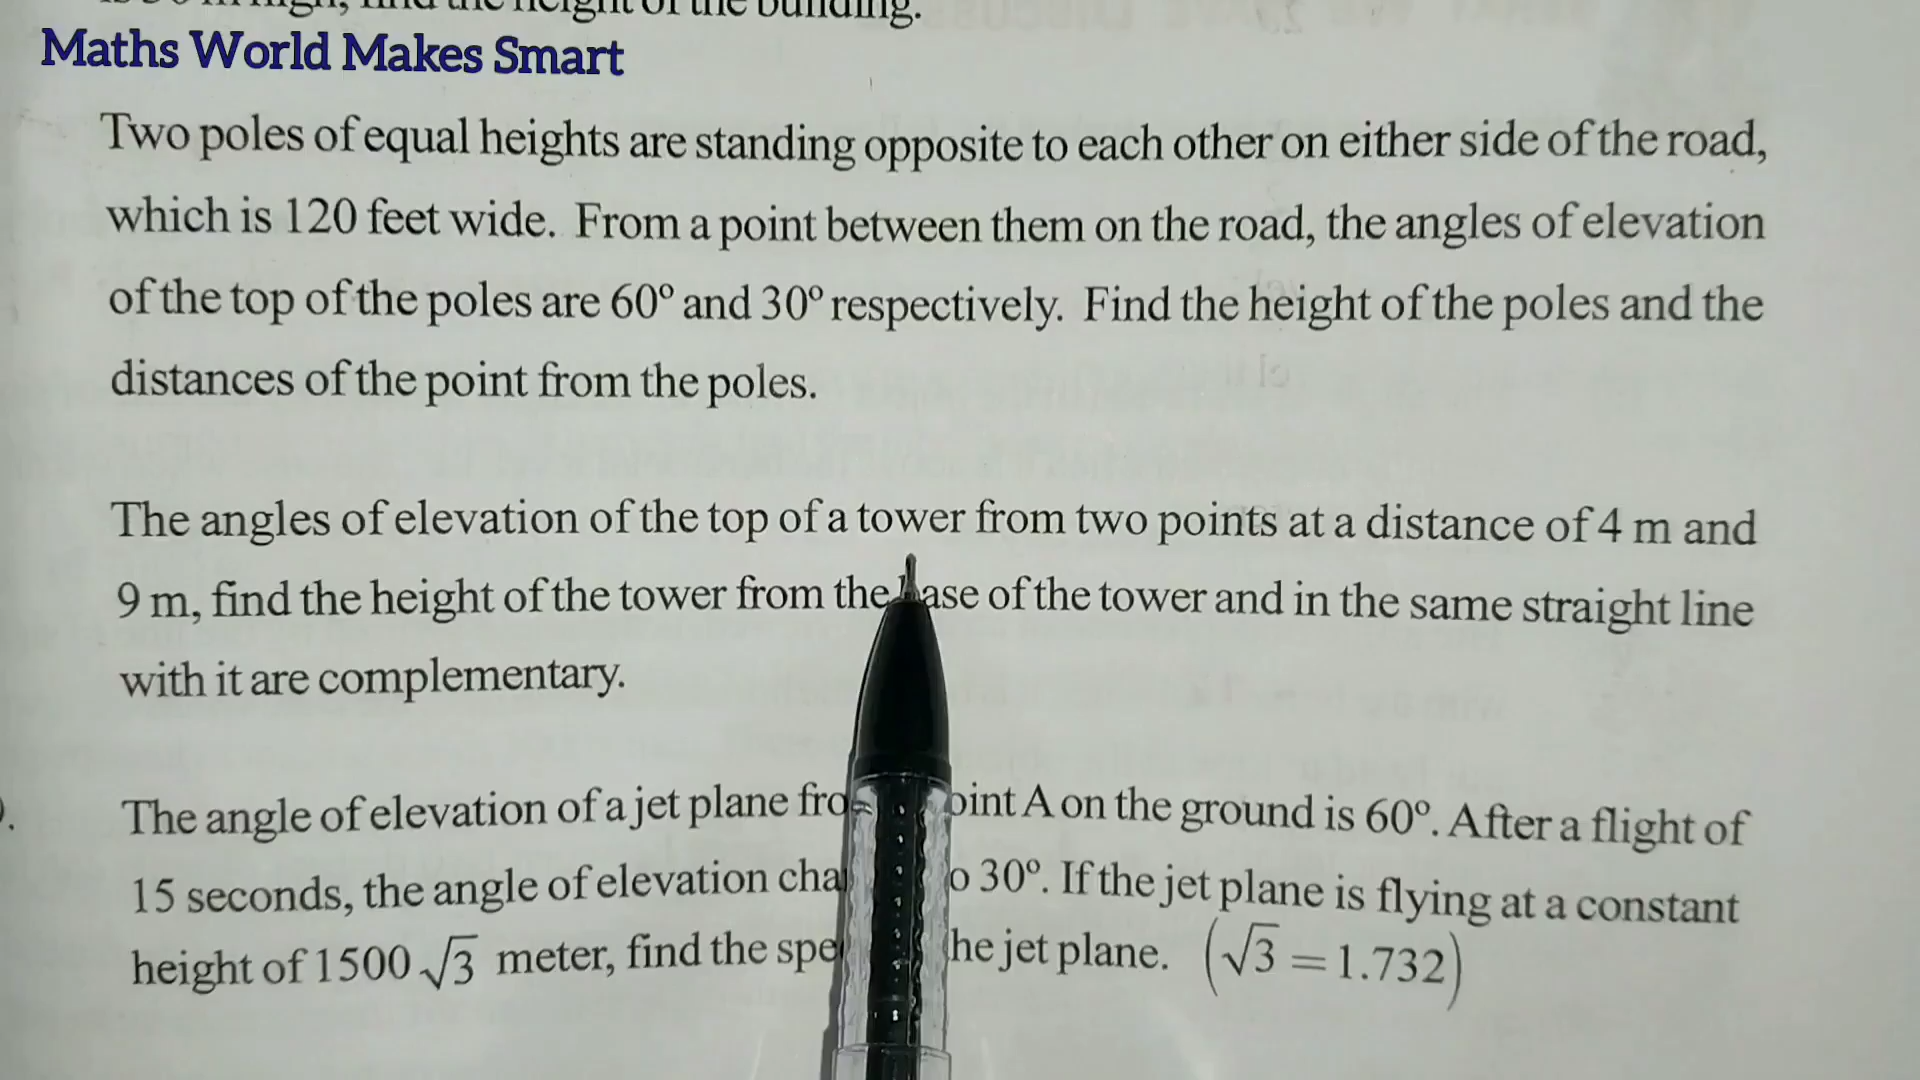 the height of the building.
Maths World Makes Smart
Two poles of equal heights are standing opposite to each other on either side of the road,
which is 120 feet wide. From a point between them on the road, the angles of elevation
of the top of the poles are 60° and 30° respectively. Find the height of the poles and the
distances of the point from the poles.
The angles of elevation of the top of a tower from two points at a distance of 4 m and
9 m, find the height of the tower from the base of the tower and in the same straight line
with it are complementary.
The angle of elevation of a jet plane fro oint A on the ground is 60°. After a flight of
15 seconds, the angle of elevation cha o 30°. If the jet plane is flying at a constant
height of 1500 √3 meter, find the spe he jet plane. (√3 = 1.732)